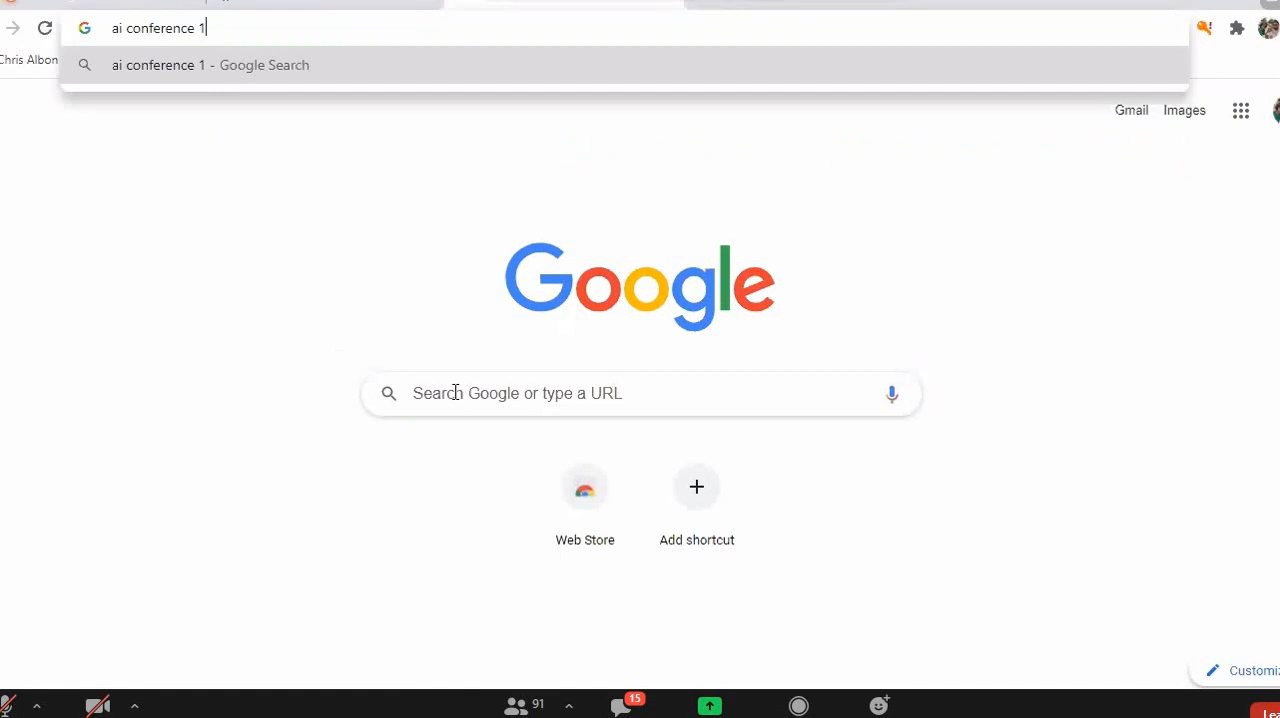 ai conference 1
Chris Albon
ai conference 1 - Google Search
Gmail Images
Google
Search Google or type a URL
Web Store
Add shortcut
Customiz
91
15
Lea